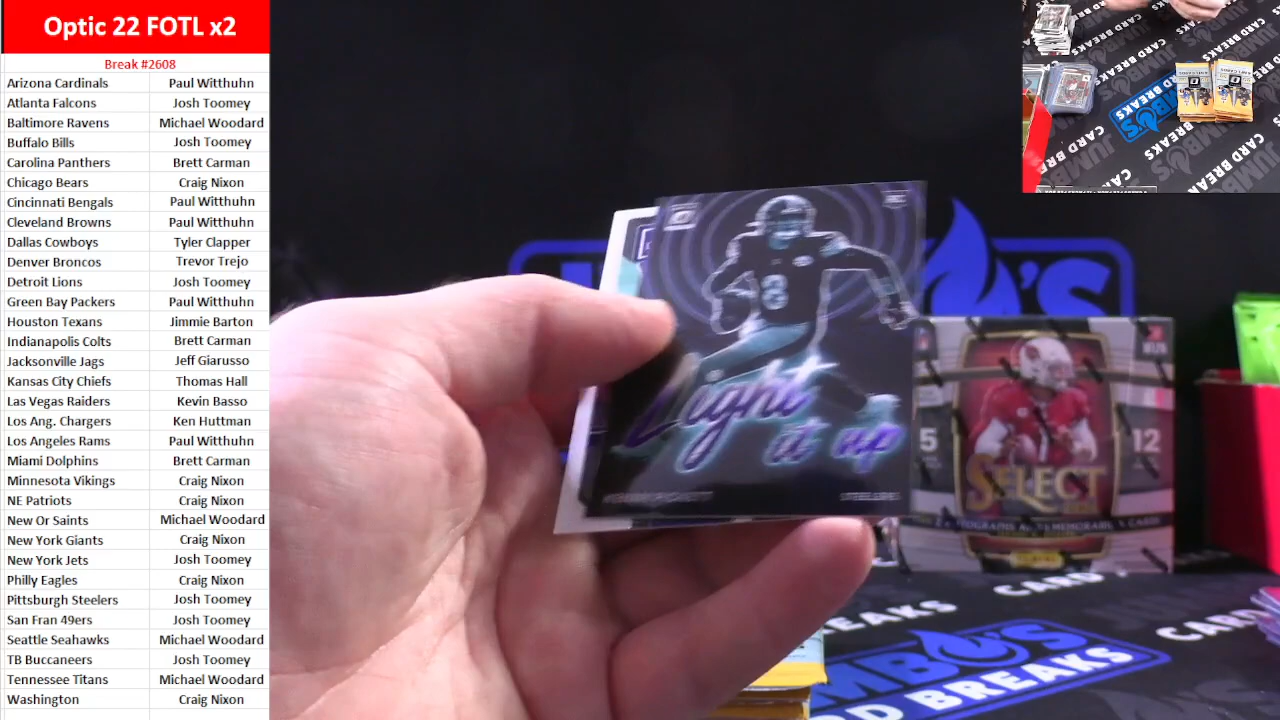 Optic 22 FOTL x2
Break #2608
Arizona Cardinals Paul Witthuhn
Atlanta Falcons Josh Toomey
Baltimore Ravens Michael Woodard
Buffalo Bills Josh Toomey
Carolina Panthers Brett Carman
Chicago Bears Craig Nixon
Cincinnati Bengals Paul Witthuhn
Cleveland Browns Paul Witthuhn
Dallas Cowboys Tyler Clapper
Denver Broncos Trevor Trejo
Detroit Lions Josh Toomey
Green Bay Packers Paul Witthuhn
Houston Texans Jimmie Barton
Indianapolis Colts Brett Carman
Jacksonville Jags Jeff Giarusso
Kansas City Chiefs Thomas Hall
Las Vegas Raiders Kevin Basso
Los Ang. Chargers Ken Huttman
Los Angeles Rams Paul Witthuhn
Miami Dolphins Brett Carman
Minnesota Vikings Craig Nixon
NE Patriots Craig Nixon
New Or Saints Michael Woodard
New York Giants Craig Nixon
New York Jets Josh Toomey
Philly Eagles Craig Nixon
Pittsburgh Steelers Josh Toomey
San Fran 49ers Josh Toomey
Seattle Seahawks Michael Woodard
TB Buccaneers Josh Toomey
Tennessee Titans Michael Woodard
Washington Craig Nixon
8
Light
it up
5
12
SELECT
CARD
CARD BREAKS
JUMBO'S
CARD BREAKS